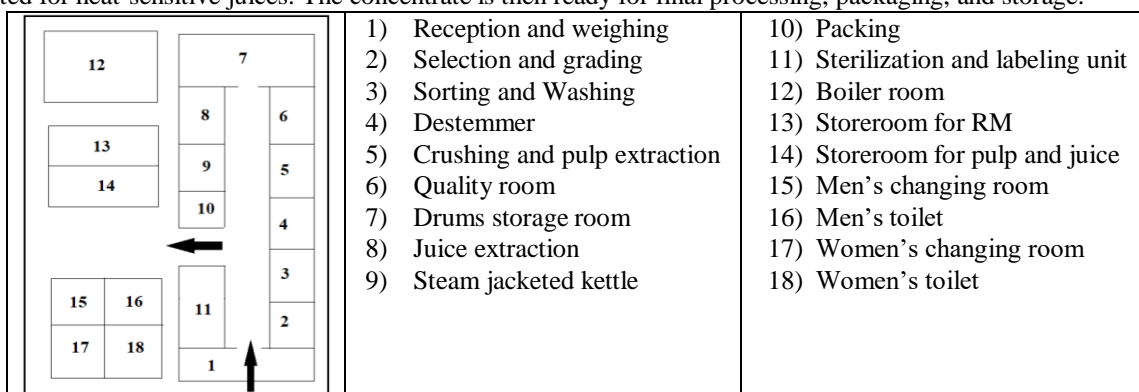 ted for heat-sensitive juices. The concentrate is then ready for final processing, packaging, and storage.
12
7
8
6
13
9
5
14
10
4
3
15
16
11
2
17
18
1
1) Reception and weighing
2) Selection and grading
3) Sorting and Washing
4) Destemmer
5) Crushing and pulp extraction
6) Quality room
7) Drums storage room
8) Juice extraction
9) Steam jacketed kettle
10) Packing
11) Sterilization and labeling unit
12) Boiler room
13) Storeroom for RM
14) Storeroom for pulp and juice
15) Men’s changing room
16) Men’s toilet
17) Women’s changing room
18) Women’s toilet